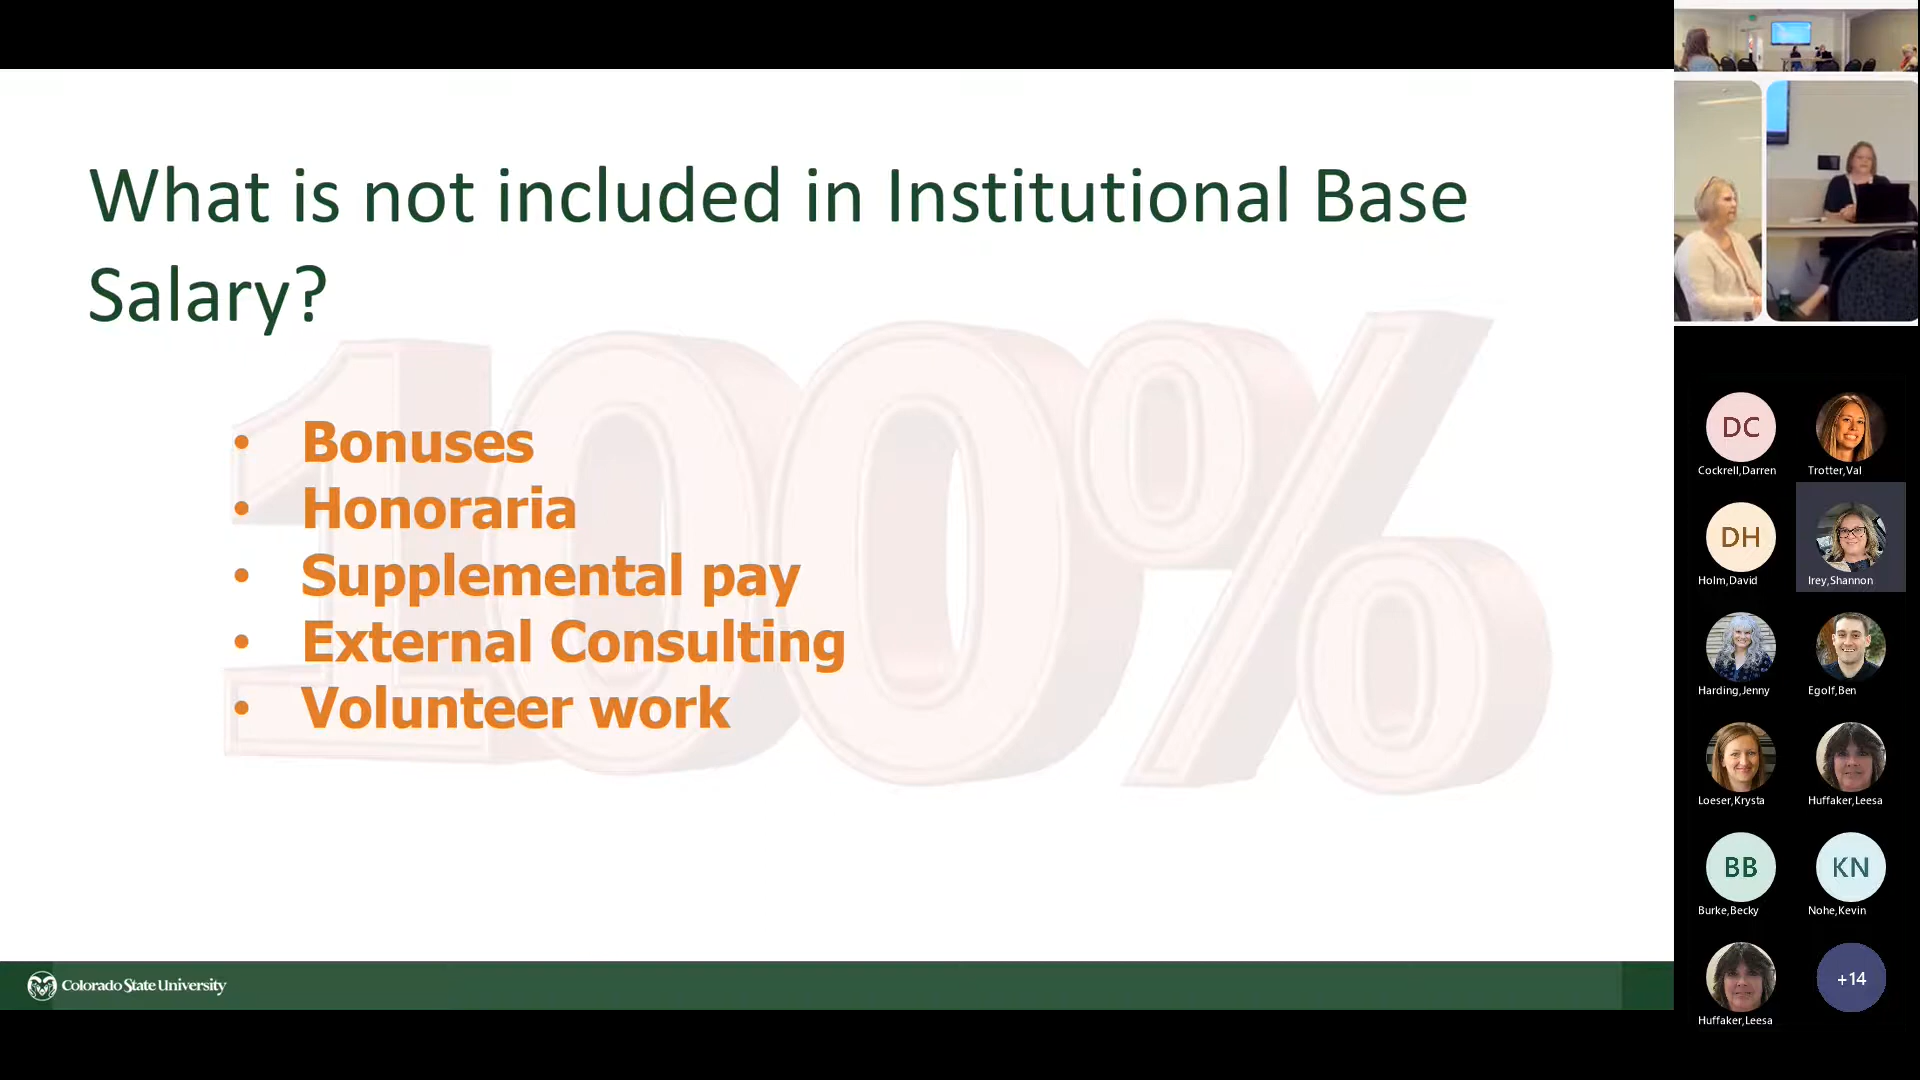 What is not included in Institutional Base
Salary?
100%
• Bonuses
• Honoraria
• Supplemental pay
• External Consulting
• Volunteer work
Colorado State University
DC
Cockrell,Darren
Trotter,Val
DH
Holm,David
Irey,Shannon
Harding,Jenny
Egolf,Ben
Loeser,Krysta
Huffaker,Leesa
BB
Burke,Becky
KN
Nohe,Kevin
Huffaker,Leesa
+14